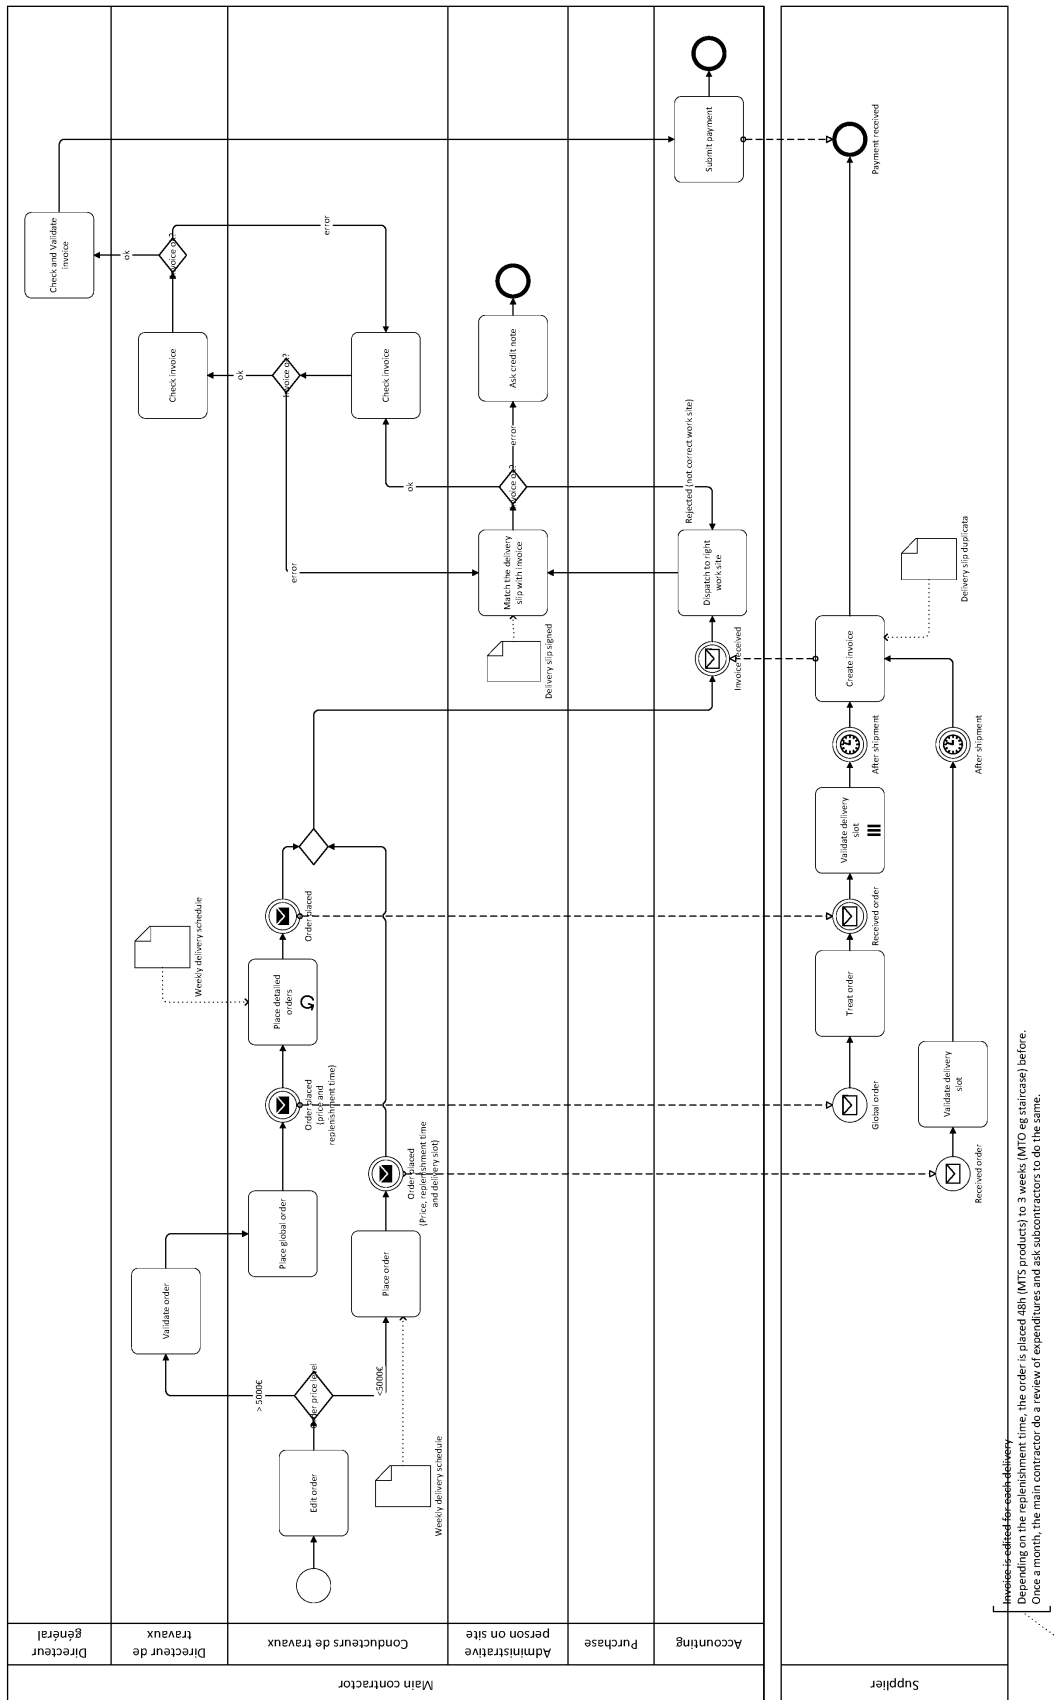 Main contractor
Directeur
général
Directeur de
travaux
Conducteurs de travaux
Administrative
person on site
Purchase
Accounting
Supplier
Edit order
> 5000€
<5000€
Weekly delivery schedule
Validate order
Place global order
Place order
Order placed
(price and
replenishment time)
Order placed
(Price, replenishment time
and delivery slot)
Place detailed
orders
Weekly delivery schedule
Order placed
Received order
Validate delivery
slot
Global order
Treat order
Received order
Validate delivery
slot
After shipment
After shipment
Create invoice
Delivery slip duplicata
Invoice received
Dispatch to right
work site
Rejected (not correct work site)
Delivery slip signed
Match the delivery
slip with invoice
error
Ask credit note
ok
Check invoice
Invoice ok?
error
ok
Check invoice
error
ok
Check and Validate
invoice
Submit payment
Payment received
Invoice is edited for each delivery
Depending on the replenishment time, the order is placed 48h (MTS products) to 3 weeks (MTO eg staircase) before.
Once a month, the main contractor do a review of expenditures and ask subcontractors to do the same.